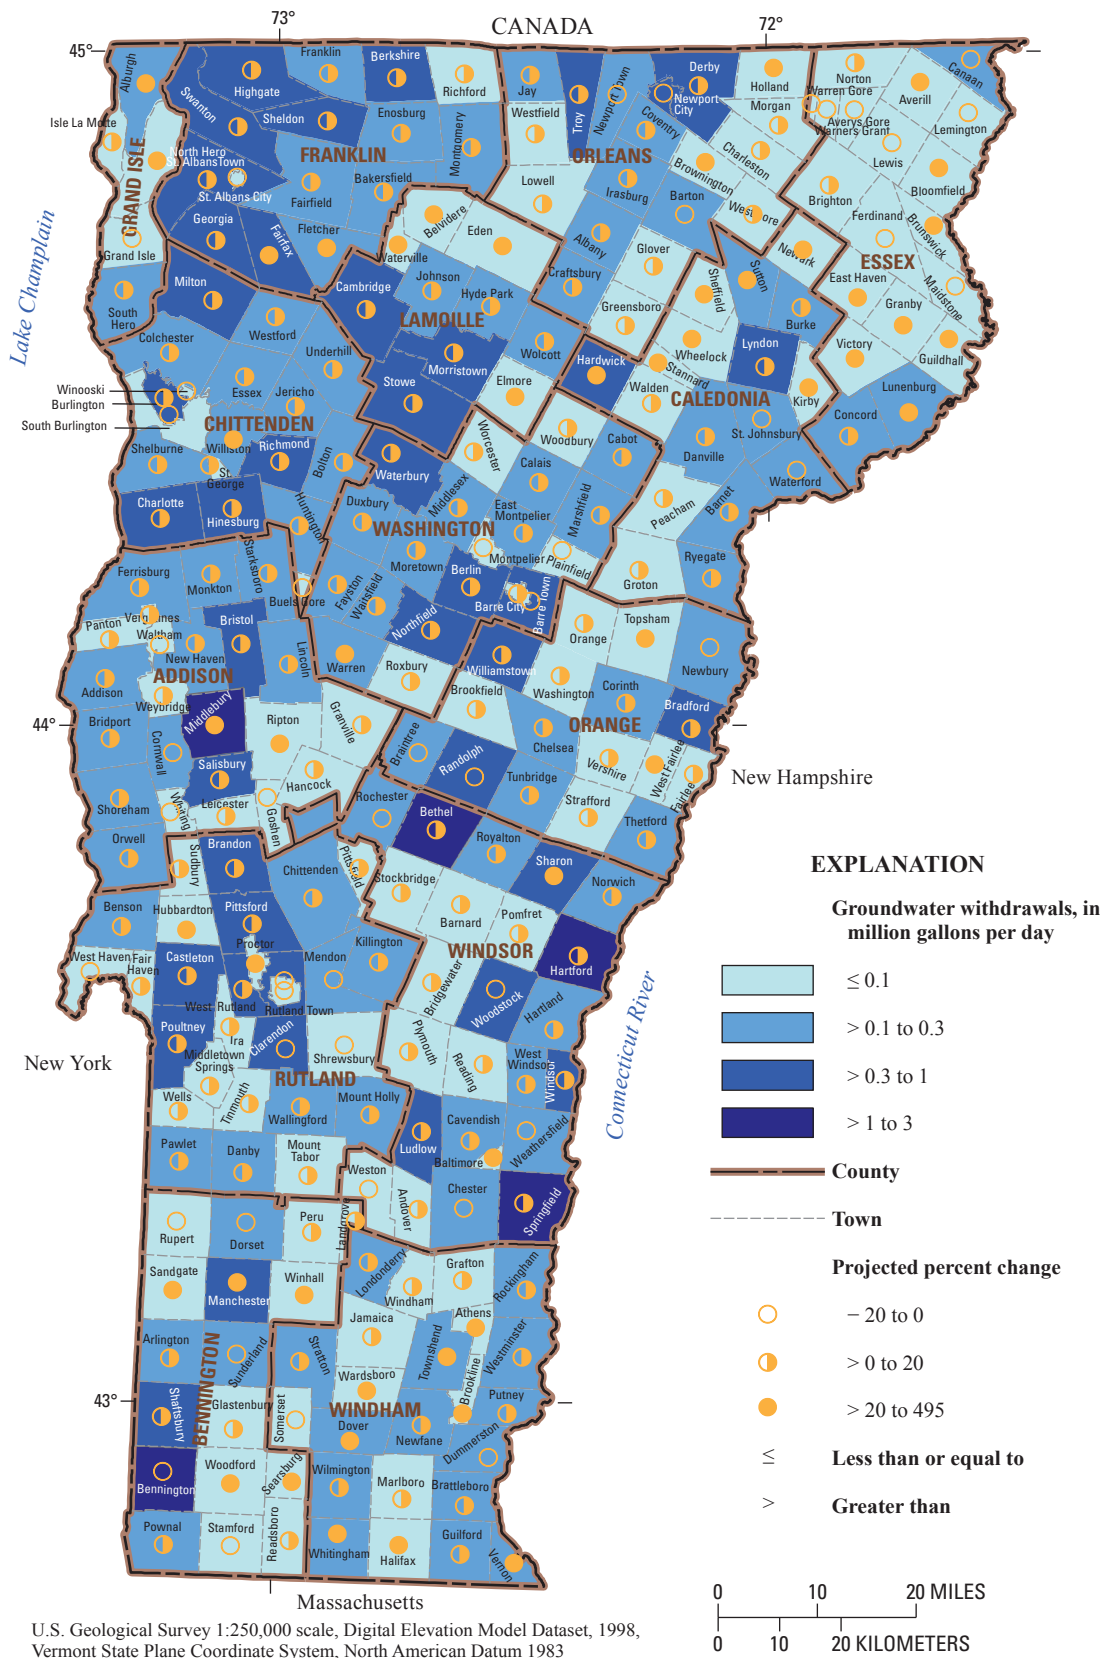 73°
72°
CANADA
45°
Alburgh
Highgate
Franklin
Berkshire
Richford
Jay
Troy
Newport Town
Derby
Newport
City
Holland
Norton
Warren Gore
Averill
Canaan
Swanton
Sheldon
Enosburg
Montgomery
Westfield
Coventry
Morgan
Averys Gore
Warners Grant
Lemington
Isle La Motte
North Hero
St. Albans Town
FRANKLIN
ORLEANS
Charleston
Lewis
GRAND ISLE
St. Albans City
Fairfield
Bakersfield
Lowell
Irasburg
Brownington
Barton
Westmore
Brighton
Bloomfield
Georgia
Fairfax
Fletcher
Belvidere
Eden
Albany
Glover
Newark
Ferdinand
Brunswick
ESSEX
Grand Isle
Waterville
Lake Champlain
Milton
Cambridge
Johnson
Hyde Park
Craftsbury
Greensboro
Sheffield
Sutton
East Haven
Granby
Maidstone
South
Hero
Westford
LAMOILLE
Burke
Colchester
Underhill
Morristown
Wolcott
Hardwick
Wheelock
Lyndon
Victory
Guildhall
Winooski
Burlington
South Burlington
Essex
Jericho
Stowe
Elmore
Stannard
Walden
CALEDONIA
Kirby
Lunenburg
Concord
CHITTENDEN
Shelburne
Williston
Richmond
Bolton
Waterbury
Worcester
Woodbury
Cabot
St. Johnsbury
Danville
St.
George
Calais
Waterford
Charlotte
Hinesburg
Huntington
Duxbury
Middlesex
East
Montpelier
Marshfield
Peacham
Barnet
WASHINGTON
Ferrisburg
Monkton
Starksboro
Moretown
Montpelier
Plainfield
Groton
Ryegate
Buels Gore
Fayston
Waitsfield
Berlin
Barre City
Barre Town
Panton
Vergennes
Waltham
Bristol
Northfield
Orange
Topsham
New Haven
Lincoln
Warren
Roxbury
Williamstown
Newbury
ADDISON
Addison
Weybridge
Washington
Brookfield
Corinth
Bradford
44°
Bridport
Middlebury
Ripton
Granville
Braintree
Chelsea
ORANGE
Cornwall
Salisbury
Hancock
Randolph
Tunbridge
Vershire
West Fairlee
Fairlee
New Hampshire
Shoreham
Whiting
Leicester
Goshen
Rochester
Bethel
Strafford
Thetford
Orwell
Sudbury
Brandon
Chittenden
Pittsfield
Stockbridge
Royalton
Sharon
Norwich
Benson
Hubbardton
Pittsford
Barnard
Pomfret
Proctor
Killington
WINDSOR
West Haven
Fair
Haven
Castleton
Mendon
Bridgewater
Hartford
West Rutland
Rutland Town
Woodstock
Hartland
Connecticut River
New York
Poultney
Ira
Clarendon
Shrewsbury
Plymouth
Reading
West
Windsor
Windsor
Middletown
Springs
RUTLAND
Wells
Tinmouth
Wallingford
Mount Holly
Ludlow
Cavendish
Weathersfield
Baltimore
Pawlet
Danby
Mount
Tabor
Weston
Andover
Chester
Springfield
Rupert
Dorset
Peru
Landgrove
Sandgate
Manchester
Winhall
Londonderry
Windham
Grafton
Rockingham
Athens
Arlington
Sunderland
Stratton
Jamaica
Townshend
Westminster
BENNINGTON
Wardsboro
Brookline
43°
Shaftsbury
Glastenbury
Somerset
WINDHAM
Dover
Newfane
Putney
Dummerston
Bennington
Woodford
Searsburg
Wilmington
Marlboro
Brattleboro
Pownal
Stamford
Readsboro
Whitingham
Halifax
Guilford
Vernon
Massachusetts
EXPLANATION
Groundwater withdrawals, in
million gallons per day
≤ 0.1
> 0.1 to 0.3
> 0.3 to 1
> 1 to 3
County
Town
Projected percent change
– 20 to 0
> 0 to 20
> 20 to 495
≤ Less than or equal to
> Greater than
0 10 20 MILES
0 10 20 KILOMETERS
U.S. Geological Survey 1:250,000 scale, Digital Elevation Model Dataset, 1998,
Vermont State Plane Coordinate System, North American Datum 1983